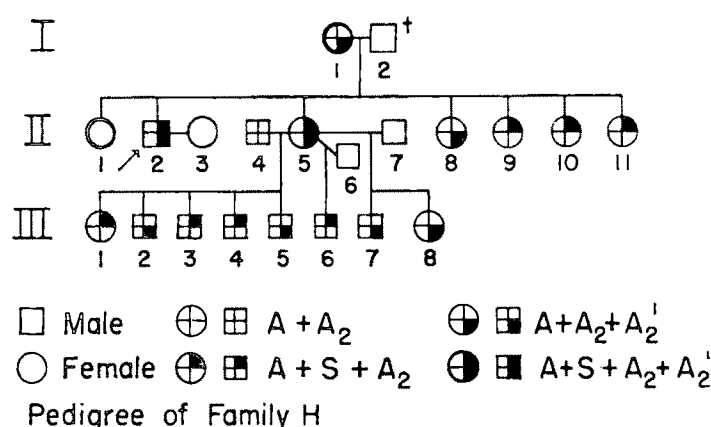 I
1 2 †
II
1 2 3 4 5 6 7 8 9 10 11
III
1 2 3 4 5 6 7 8
Male A + A₂ A+A₂+A₂'
Female A + S + A₂ A+S+A₂+A₂'
Pedigree of Family H